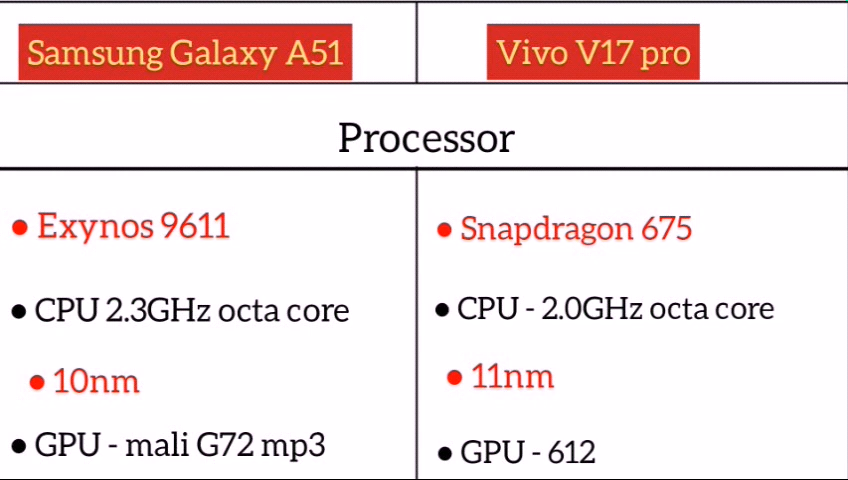 Samsung Galaxy A51
Vivo V17 pro
Processor
• Exynos 9611
• Snapdragon 675
• CPU 2.3GHz octa core
• CPU - 2.0GHz octa core
• 10nm
• 11nm
• GPU - mali G72 mp3
• GPU - 612